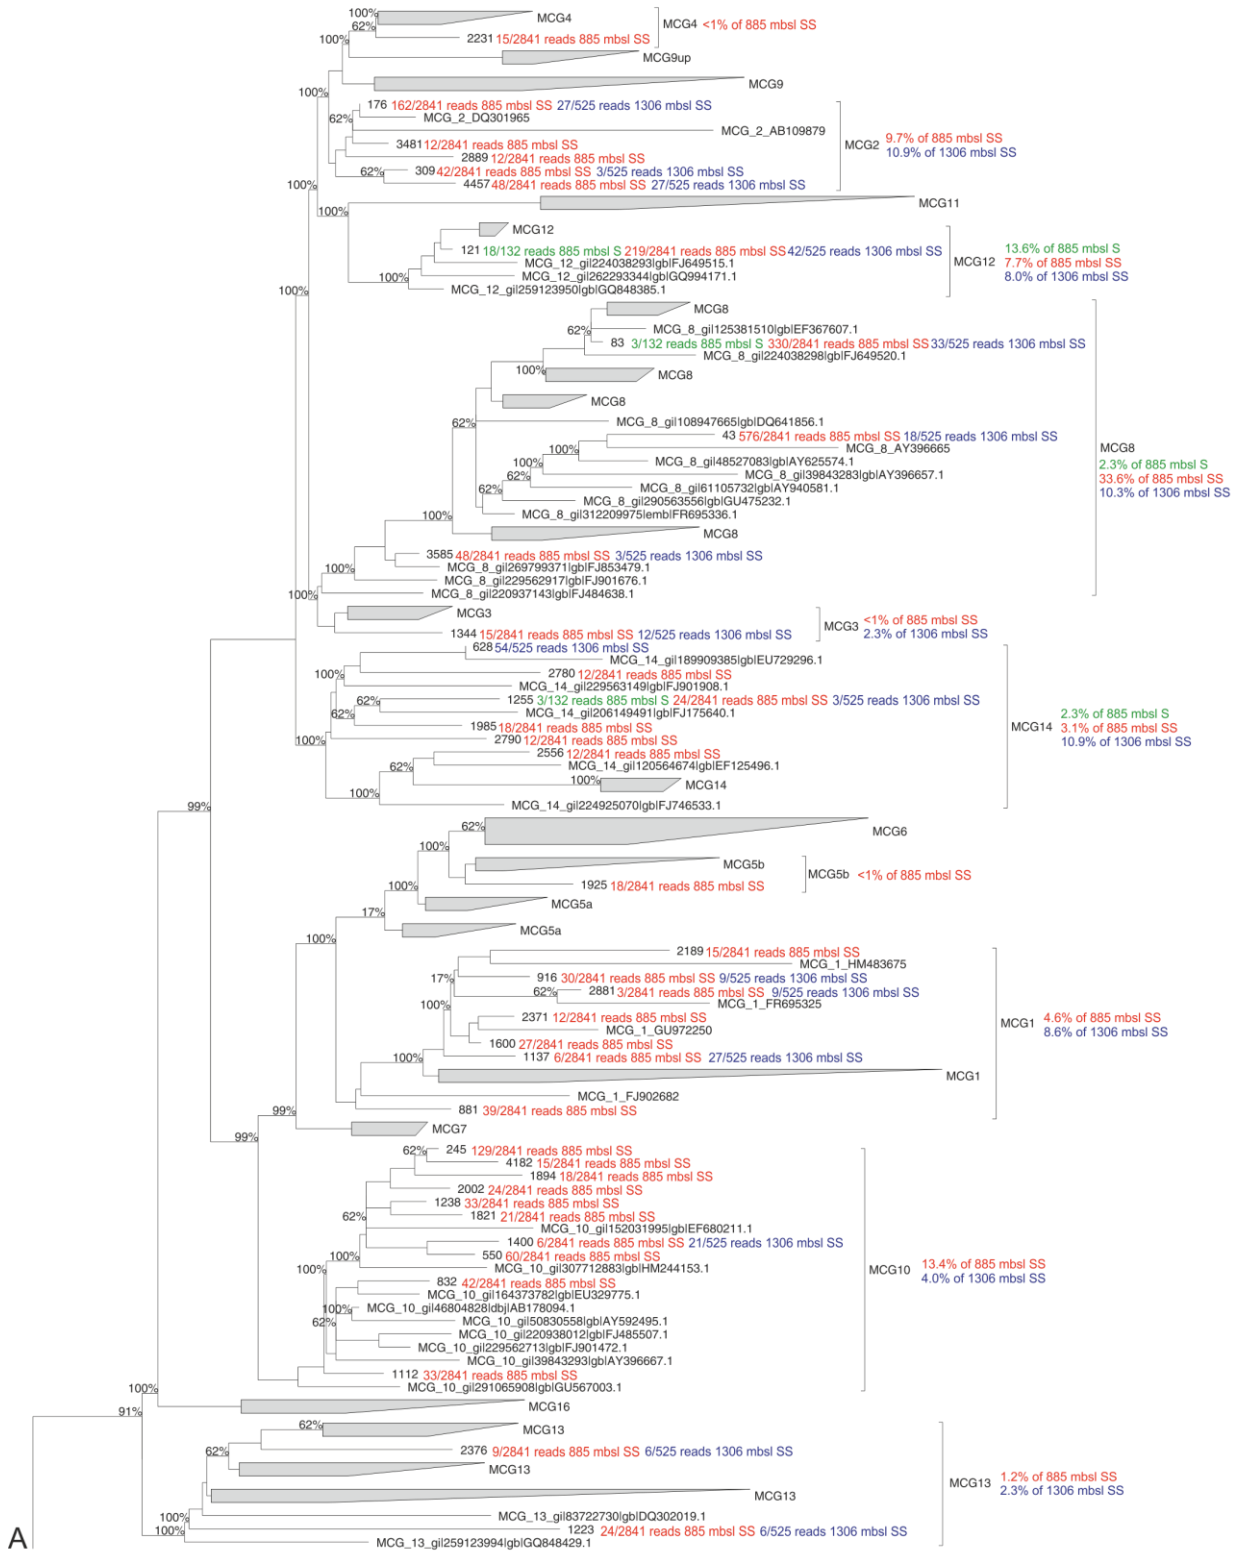 100%
MCG4
62%
MCG4 <1% of 885 mbsl SS
2231 15/2841 reads 885 mbsl SS
100%
MCG9up
MCG9
100%
176 162/2841 reads 885 mbsl SS 27/525 reads 1306 mbsl SS
62%
MCG_2_DQ301965
MCG_2_AB109879
9.7% of 885 mbsl SS
3481 12/2841 reads 885 mbsl SS
MCG2
10.9% of 1306 mbsl SS
2889 12/2841 reads 885 mbsl SS
62%
309 42/2841 reads 885 mbsl SS 3/525 reads 1306 mbsl SS
100%
4457 48/2841 reads 885 mbsl SS 27/525 reads 1306 mbsl SS
MCG11
100%
MCG12
121 18/132 reads 885 mbsl S 219/2841 reads 885 mbsl SS 42/525 reads 1306 mbsl SS
13.6% of 885 mbsl S
MCG_12_gi|224038293|gb|FJ649515.1
MCG12
7.7% of 885 mbsl SS
100%
MCG_12_gi|262293344|gb|GQ994171.1
8.0% of 1306 mbsl SS
100%
MCG_12_gi|259123950|gb|GQ848385.1
MCG8
62%
MCG_8_gi|125381510|gb|EF367607.1
83 3/132 reads 885 mbsl S 330/2841 reads 885 mbsl SS 33/525 reads 1306 mbsl SS
MCG_8_gi|224038298|gb|FJ649520.1
100%
MCG8
MCG8
62%
MCG_8_gi|108947665|gb|DQ641856.1
43 576/2841 reads 885 mbsl SS 18/525 reads 1306 mbsl SS
100%
MCG_8_AY396665
MCG8
100%
MCG_8_gi|48527083|gb|AY625574.1
2.3% of 885 mbsl S
62%
MCG_8_gi|39843283|gb|AY396657.1
33.6% of 885 mbsl SS
62%
MCG_8_gi|61105732|gb|AY940581.1
10.3% of 1306 mbsl SS
MCG_8_gi|290563556|gb|GU475232.1
100%
MCG_8_gi|312209975|emb|FR695336.1
MCG8
3585 48/2841 reads 885 mbsl SS 3/525 reads 1306 mbsl SS
100%
MCG_8_gi|269799371|gb|FJ853479.1
MCG_8_gi|229562917|gb|FJ901676.1
100%
MCG_8_gi|220937143|gb|FJ484638.1
MCG3
<1% of 885 mbsl SS
MCG3
1344 15/2841 reads 885 mbsl SS 12/525 reads 1306 mbsl SS
2.3% of 1306 mbsl SS
628 54/525 reads 1306 mbsl SS
MCG_14_gi|189909385|gb|EU729296.1
100%
2780 12/2841 reads 885 mbsl SS
MCG_14_gi|229563149|gb|FJ901908.1
62%
1255 3/132 reads 885 mbsl S 24/2841 reads 885 mbsl SS 3/525 reads 1306 mbsl SS
62%
MCG_14_gi|206149491|gb|FJ175640.1
2.3% of 885 mbsl S
1985 18/2841 reads 885 mbsl SS
MCG14
3.1% of 885 mbsl SS
100%
2790 12/2841 reads 885 mbsl SS
10.9% of 1306 mbsl SS
2556 12/2841 reads 885 mbsl SS
62%
MCG_14_gi|120564674|gb|EF125496.1
100%
MCG14
100%
99%
MCG_14_gi|224925070|gb|FJ746533.1
62%
MCG6
100%
MCG5b
MCG5b <1% of 885 mbsl SS
100%
1925 18/2841 reads 885 mbsl SS
MCG5a
17%
MCG5a
100%
2189 15/2841 reads 885 mbsl SS
MCG_1_HM483675
17%
916 30/2841 reads 885 mbsl SS 9/525 reads 1306 mbsl SS
62%
2881 3/2841 reads 885 mbsl SS 9/525 reads 1306 mbsl SS
100%
MCG_1_FR695325
2371 12/2841 reads 885 mbsl SS
4.6% of 885 mbsl SS
MCG_1_GU972250
MCG1
8.6% of 1306 mbsl SS
1600 27/2841 reads 885 mbsl SS
100%
1137 6/2841 reads 885 mbsl SS 27/525 reads 1306 mbsl SS
MCG1
MCG_1_FJ902682
99%
881 39/2841 reads 885 mbsl SS
MCG7
99%
62%
245 129/2841 reads 885 mbsl SS
4182 15/2841 reads 885 mbsl SS
1894 18/2841 reads 885 mbsl SS
2002 24/2841 reads 885 mbsl SS
1238 33/2841 reads 885 mbsl SS
62%
1821 21/2841 reads 885 mbsl SS
MCG_10_gi|152031995|gb|EF680211.1
1400 6/2841 reads 885 mbsl SS 21/525 reads 1306 mbsl SS
100%
550 60/2841 reads 885 mbsl SS
13.4% of 885 mbsl SS
100%
MCG_10_gi|307712883|gb|HM244153.1
MCG10
4.0% of 1306 mbsl SS
832 42/2841 reads 885 mbsl SS
MCG_10_gi|164373782|gb|EU329775.1
100%
MCG_10_gi|46804828|dbj|AB178094.1
62%
MCG_10_gi|50830558|gb|AY592495.1
MCG_10_gi|220938012|gb|FJ485507.1
MCG_10_gi|229562713|gb|FJ901472.1
MCG_10_gi|39843293|gb|AY396667.1
1112 33/2841 reads 885 mbsl SS
100%
MCG_10_gi|291065908|gb|GU567003.1
91%
MCG16
62%
MCG13
62%
2376 9/2841 reads 885 mbsl SS 6/525 reads 1306 mbsl SS
MCG13
1.2% of 885 mbsl SS
MCG13
2.3% of 1306 mbsl SS
MCG13
100%
MCG_13_gi|83722730|gb|DQ302019.1
100%
1223 24/2841 reads 885 mbsl SS 6/525 reads 1306 mbsl SS
A
MCG_13_gi|259123994|gb|GQ848429.1